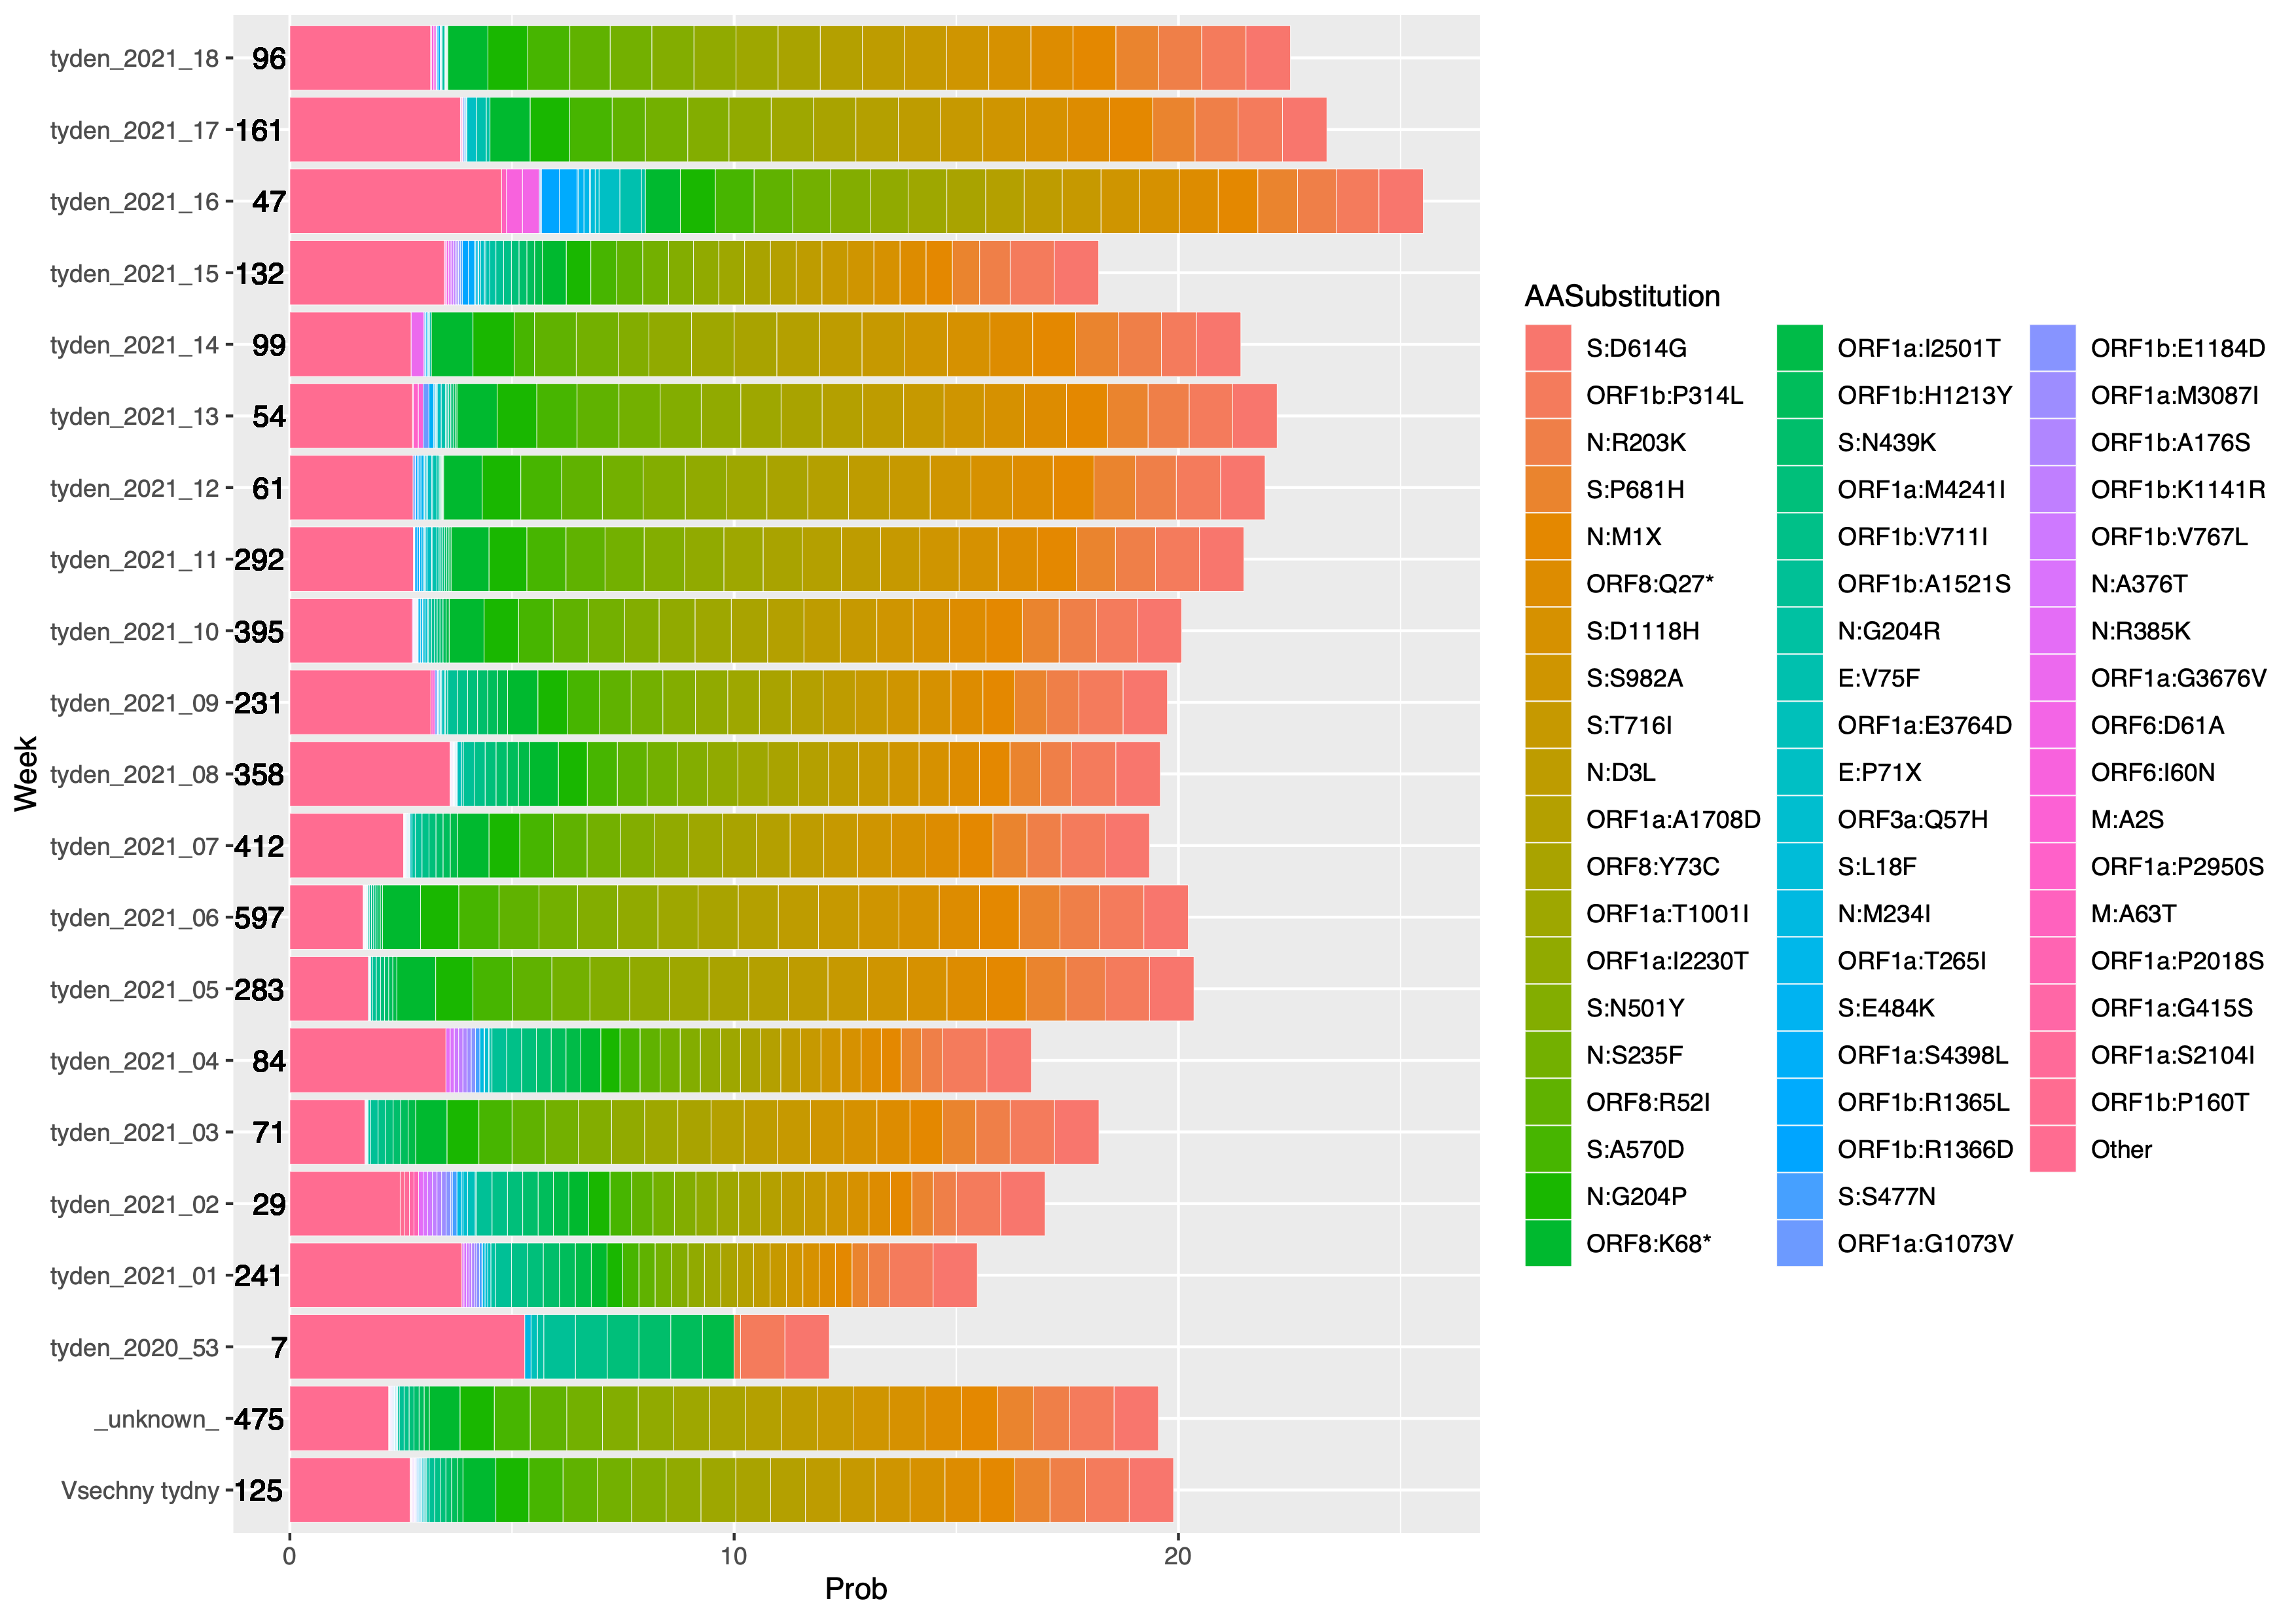 tyden_2021_18 96
tyden_2021_17 161
tyden_2021_16 47
tyden_2021_15 132
tyden_2021_14 99
tyden_2021_13 54
tyden_2021_12 61
tyden_2021_11 292
tyden_2021_10 395
tyden_2021_09 231
tyden_2021_08 358
tyden_2021_07 412
tyden_2021_06 597
tyden_2021_05 283
tyden_2021_04 84
tyden_2021_03 71
tyden_2021_02 29
tyden_2021_01 241
tyden_2020_53 7
_unknown_ 475
Vsechny tydny 125
Week
0 10 20
Prob
AASubstitution
S:D614G
ORF1b:P314L
N:R203K
S:P681H
N:M1X
ORF8:Q27*
S:D1118H
S:S982A
S:T716I
N:D3L
ORF1a:A1708D
ORF8:Y73C
ORF1a:T1001I
ORF1a:I2230T
S:N501Y
N:S235F
ORF8:R52I
S:A570D
N:G204P
ORF8:K68*
ORF1a:I2501T
ORF1b:H1213Y
S:N439K
ORF1a:M4241I
ORF1b:V711I
ORF1b:A1521S
N:G204R
E:V75F
ORF1a:E3764D
E:P71X
ORF3a:Q57H
S:L18F
N:M234I
ORF1a:T265I
S:E484K
ORF1a:S4398L
ORF1b:R1365L
ORF1b:R1366D
S:S477N
ORF1a:G1073V
ORF1b:E1184D
ORF1a:M3087I
ORF1b:A176S
ORF1b:K1141R
ORF1b:V767L
N:A376T
N:R385K
ORF1a:G3676V
ORF6:D61A
ORF6:I60N
M:A2S
ORF1a:P2950S
M:A63T
ORF1a:P2018S
ORF1a:G415S
ORF1a:S2104I
ORF1b:P160T
Other